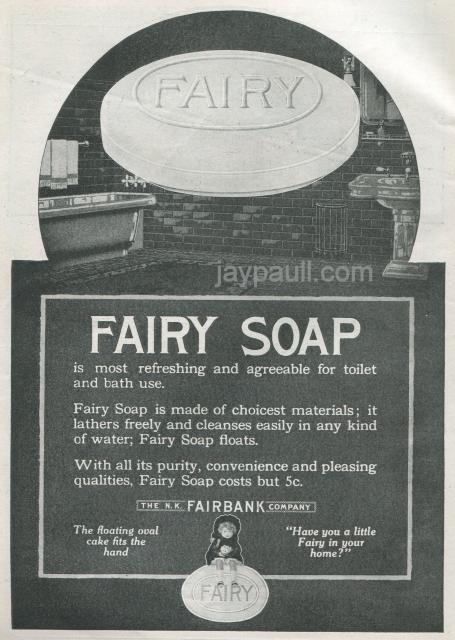 FAIRY
jaypaull.com
FAIRY SOAP
is most refreshing and agreeable for toilet
and bath use.
Fairy Soap is made of choicest materials; it
lathers freely and cleanses easily in any kind
of water; Fairy Soap floats.
With all its purity, convenience and pleasing
qualities, Fairy Soap costs but 5c.
THE N.K. FAIRBANK COMPANY
The floating oval
cake fits the
hand
"Have you a little
Fairy in your
home?"
FAIRY